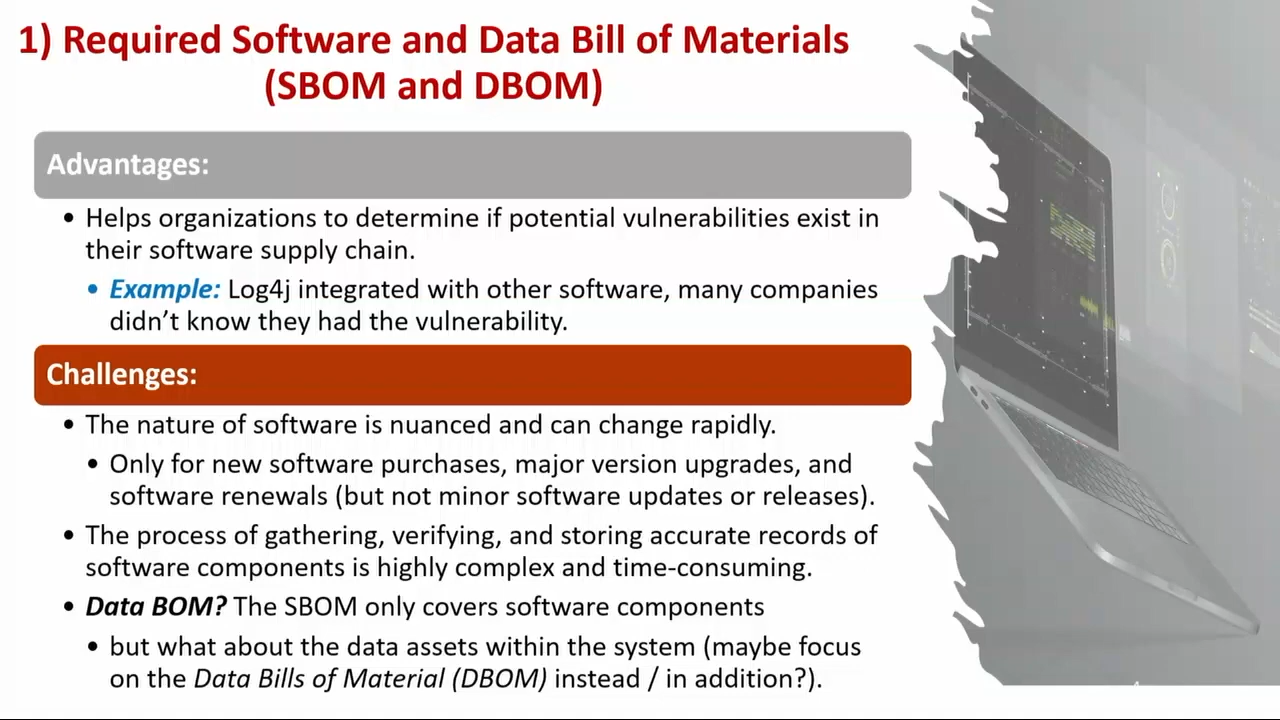 1) Required Software and Data Bill of Materials
(SBOM and DBOM)
Advantages:
• Helps organizations to determine if potential vulnerabilities exist in
their software supply chain.
• Example: Log4j integrated with other software, many companies
didn’t know they had the vulnerability.
Challenges:
• The nature of software is nuanced and can change rapidly.
• Only for new software purchases, major version upgrades, and
software renewals (but not minor software updates or releases).
• The process of gathering, verifying, and storing accurate records of
software components is highly complex and time-consuming.
• Data BOM? The SBOM only covers software components
• but what about the data assets within the system (maybe focus
on the Data Bills of Material (DBOM) instead / in addition?).